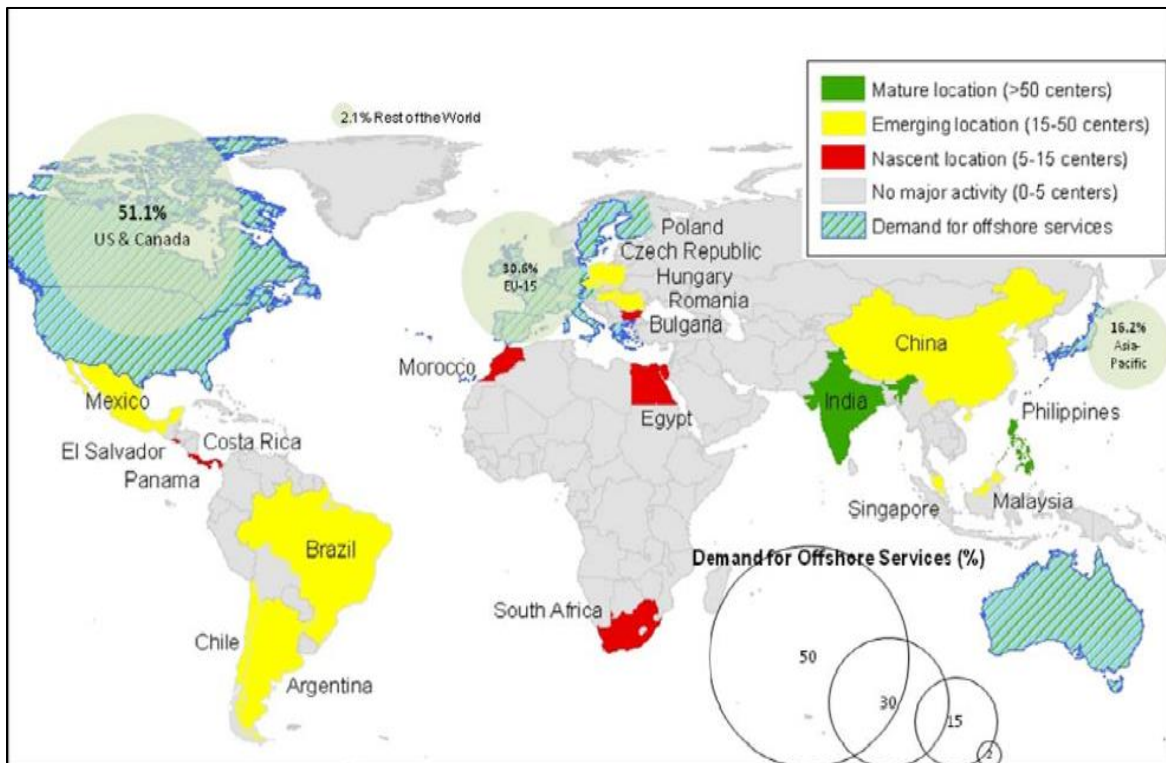 2.1% Rest of the World
Mature location (>50 centers)
Emerging location (15-50 centers)
Nascent location (5-15 centers)
No major activity (0-5 centers)
Demand for offshore services
51.1%
US & Canada
30.6%
EU-15
Poland
Czech Republic
Hungary
Romania
Bulgaria
16.2%
Asia-
Pacific
China
Morocco
Egypt
India
Philippines
Mexico
Costa Rica
El Salvador
Panama
Singapore
Malaysia
Brazil
Demand for Offshore Services (%)
South Africa
Chile
Argentina
50
30
15
2